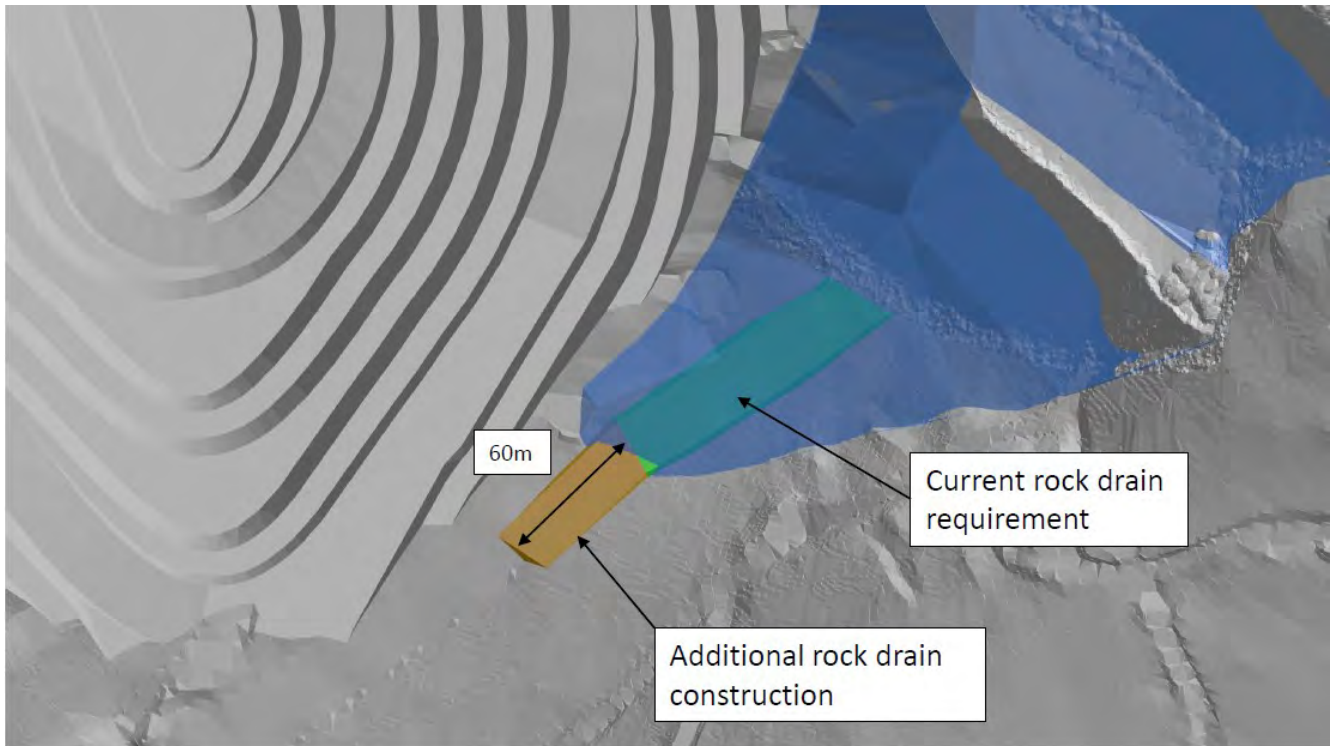 60m
Current rock drain
requirement
Additional rock drain
construction